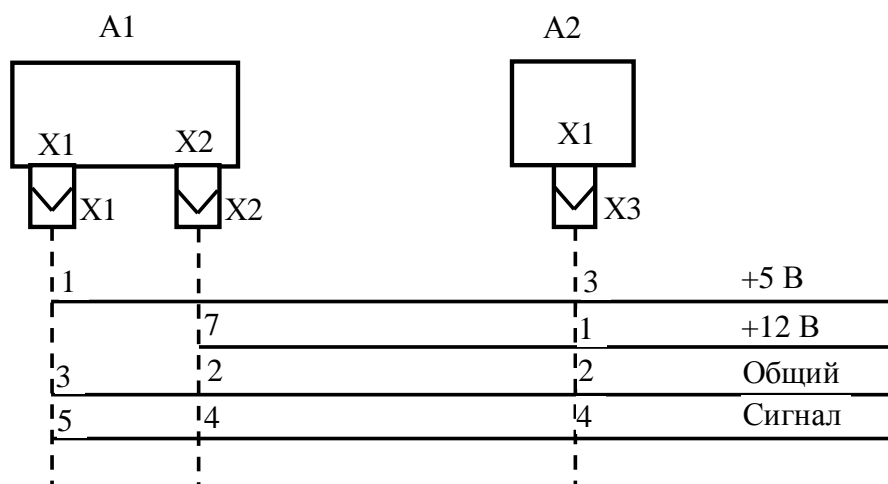 A1 A2
X1 X2 X1
X1 X2 X3
1 3 +5 В
7 1 +12 В
3 2 2 Общий
5 4 4 Сигнал